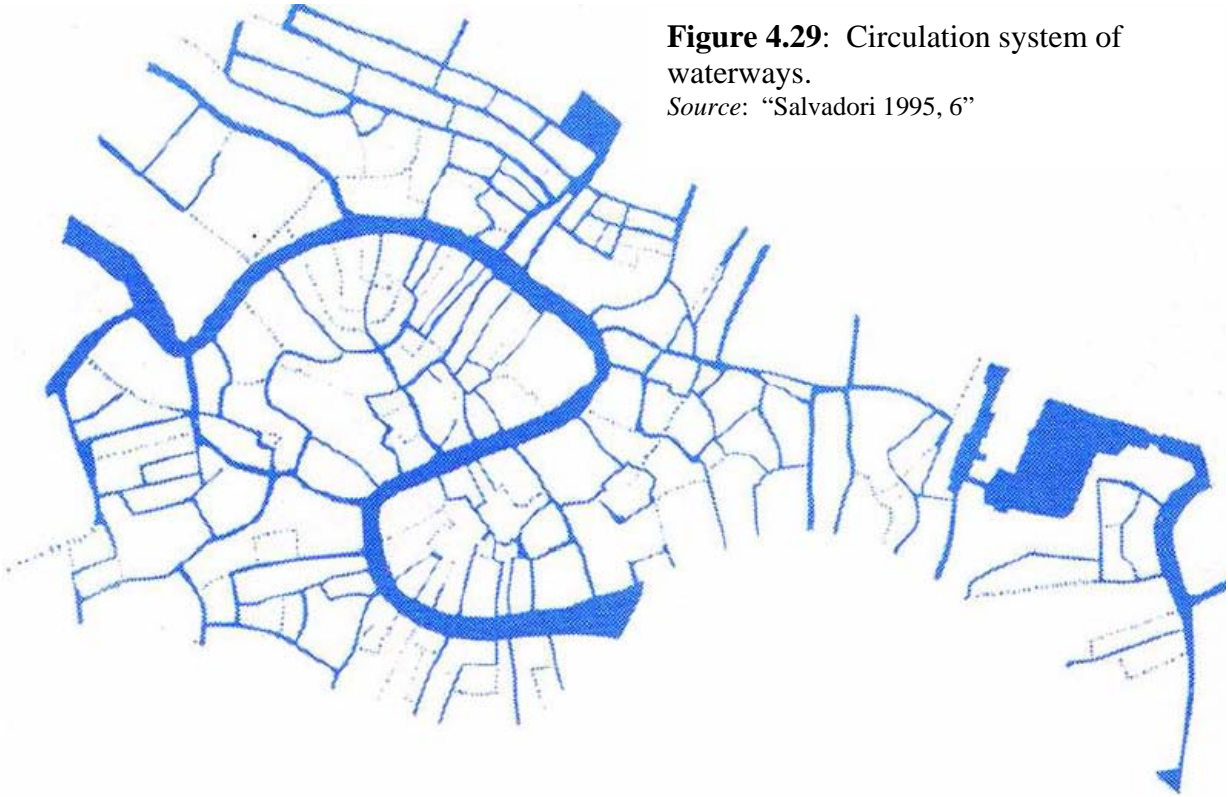 Figure 4.29: Circulation system of
waterways.
Source: “Salvadori 1995, 6”